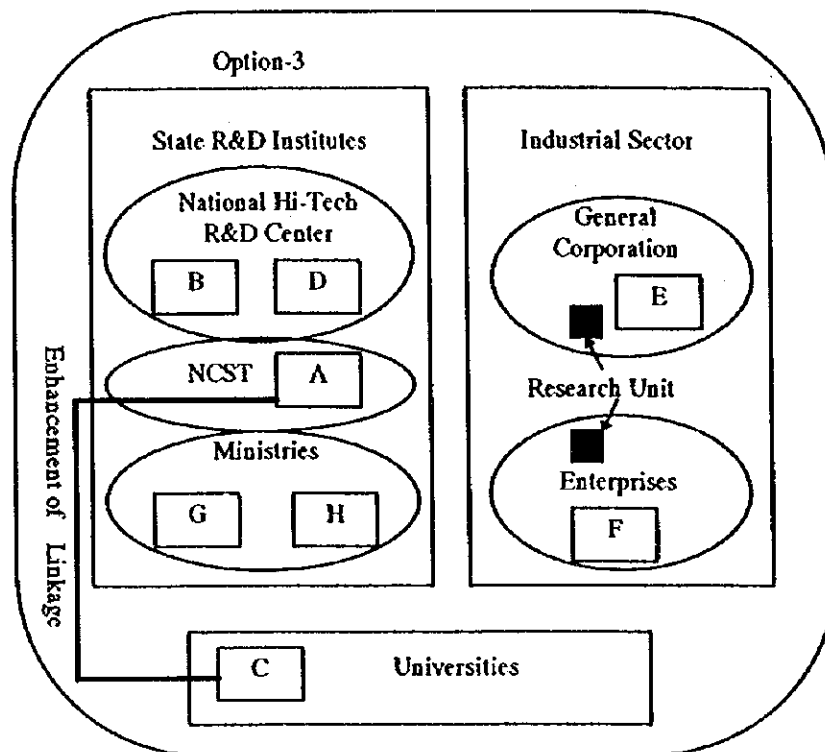 Option-3
State R&D Institutes
National Hi-Tech
R&D Center
B
D
NCST
A
Ministries
G
H
Industrial Sector
General
Corporation
E
Research Unit
Enterprises
F
Enhancement of Linkage
C
Universities